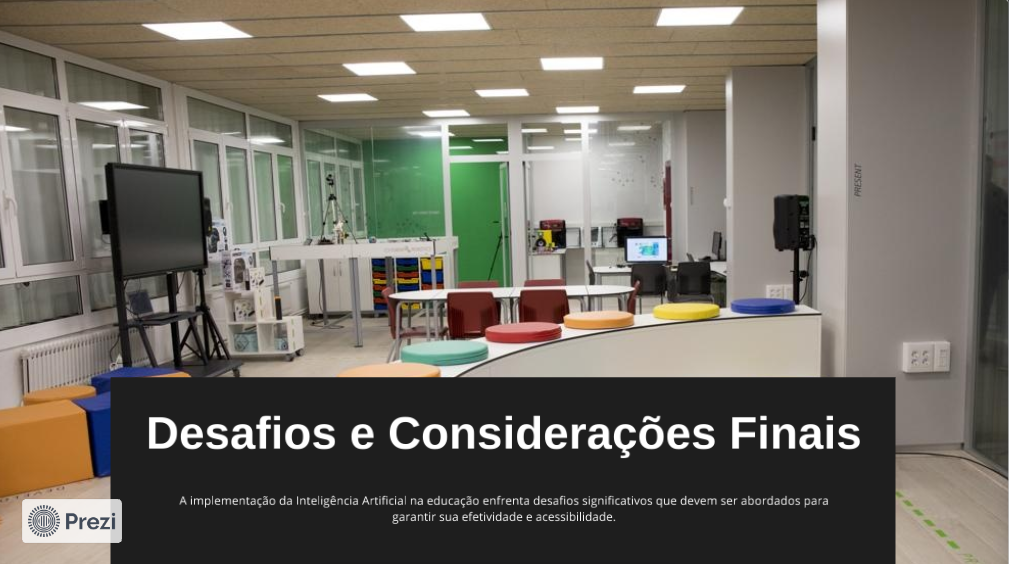 PRESENT
Desafios e Considerações Finais
A implementação da Inteligência Artificial na educação enfrenta desafios significativos que devem ser abordados para
garantir sua efetividade e acessibilidade.
Prezi